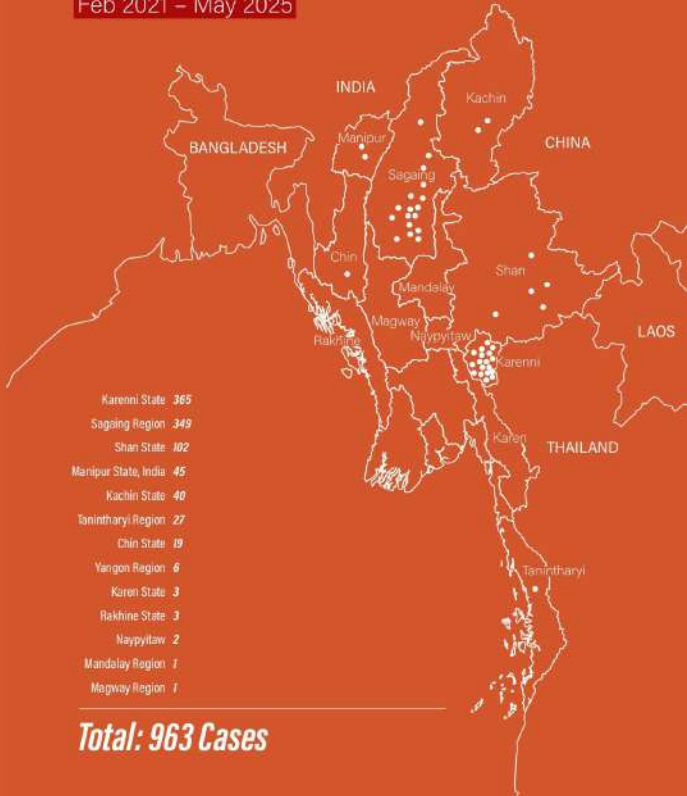 Feb 2021 – May 2025
INDIA
Kachin
CHINA
BANGLADESH
Manipur
Sagaing
Chin
Shan
Mandalay
Magway
Naypyitaw
Rakhine
LAOS
Karenni
Karen
THAILAND
Tanintharyi
Karenni State 365
Sagaing Region 349
Shan State 102
Manipur State, India 45
Kachin State 40
Tanintharyi Region 27
Chin State 19
Yangon Region 6
Karen State 3
Rakhine State 3
Naypyitaw 2
Mandalay Region 1
Magway Region 1
Total: 963 Cases